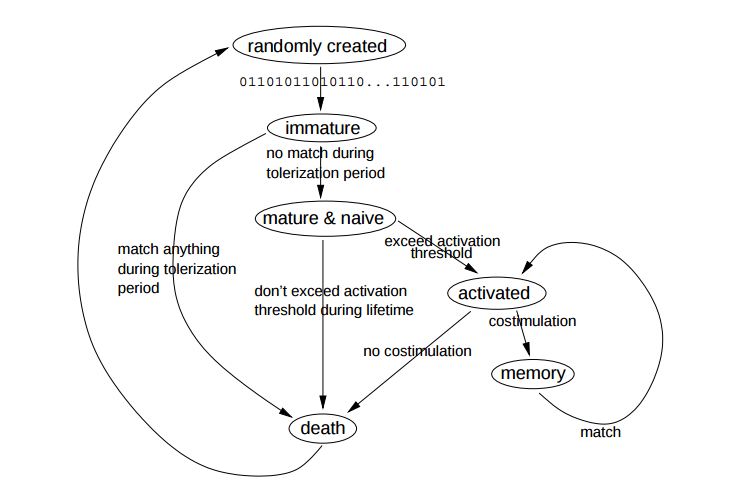 randomly created
01101011010110...110101
immature
no match during
tolerization period
mature & naive
exceed activation
threshold
match anything
during tolerization
period
don't exceed activation
threshold during lifetime
activated
costimulation
no costimulation
memory
death
match